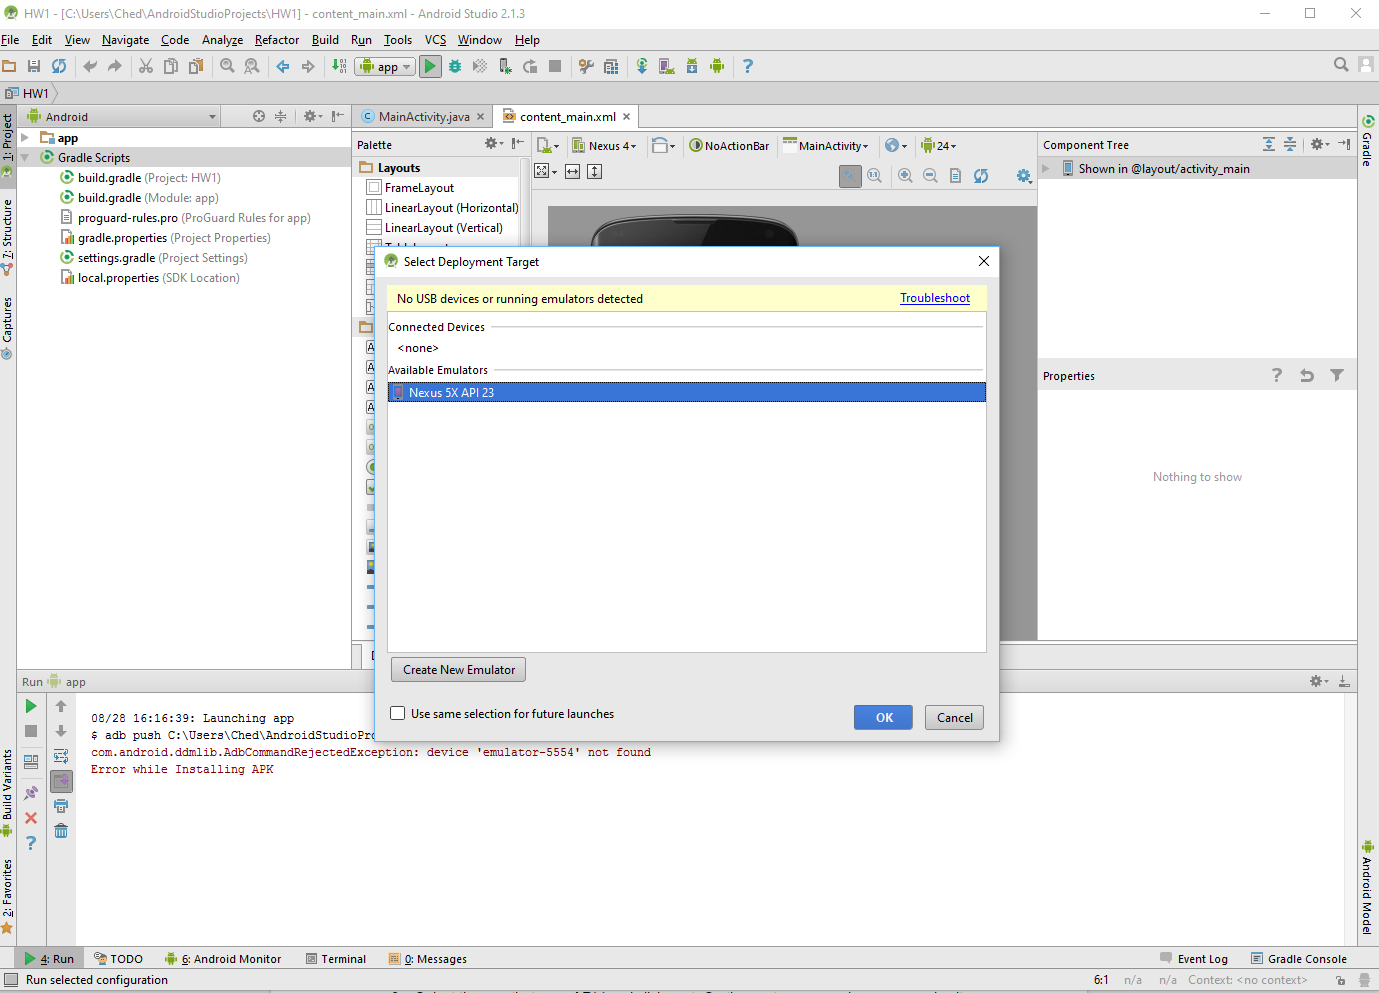 HW1 - [C:\Users\Ched\AndroidStudioProjects\HW1] - content_main.xml - Android Studio 2.1.3
File Edit View Navigate Code Analyze Refactor Build Run Tools VCS Window Help
app
HW1
Android
MainActivity.java
content_main.xml
1: Project
7: Structure
Captures
Build Variants
2: Favorites
app
Gradle Scripts
build.gradle (Project: HW1)
build.gradle (Module: app)
proguard-rules.pro (ProGuard Rules for app)
gradle.properties (Project Properties)
settings.gradle (Project Settings)
local.properties (SDK Location)
Palette
Layouts
FrameLayout
LinearLayout (Horizontal)
LinearLayout (Vertical)
Nexus 4
NoActionBar
MainActivity
24
Component Tree
Shown in @layout/activity_main
Properties
Nothing to show
Gradle
Android Model
Select Deployment Target
No USB devices or running emulators detected
Troubleshoot
Connected Devices
<none>
Available Emulators
Nexus 5X API 23
Create New Emulator
Use same selection for future launches
OK
Cancel
Run app
08/28 16:16:39: Launching app
$ adb push C:\Users\Ched\AndroidStudioPro
com.android.ddmlib.AdbCommandRejectedException: device 'emulator-5554' not found
Error while Installing APK
4: Run TODO 6: Android Monitor Terminal 0: Messages Event Log Gradle Console
Run selected configuration
6:1 n/a n/a Context: <no context>